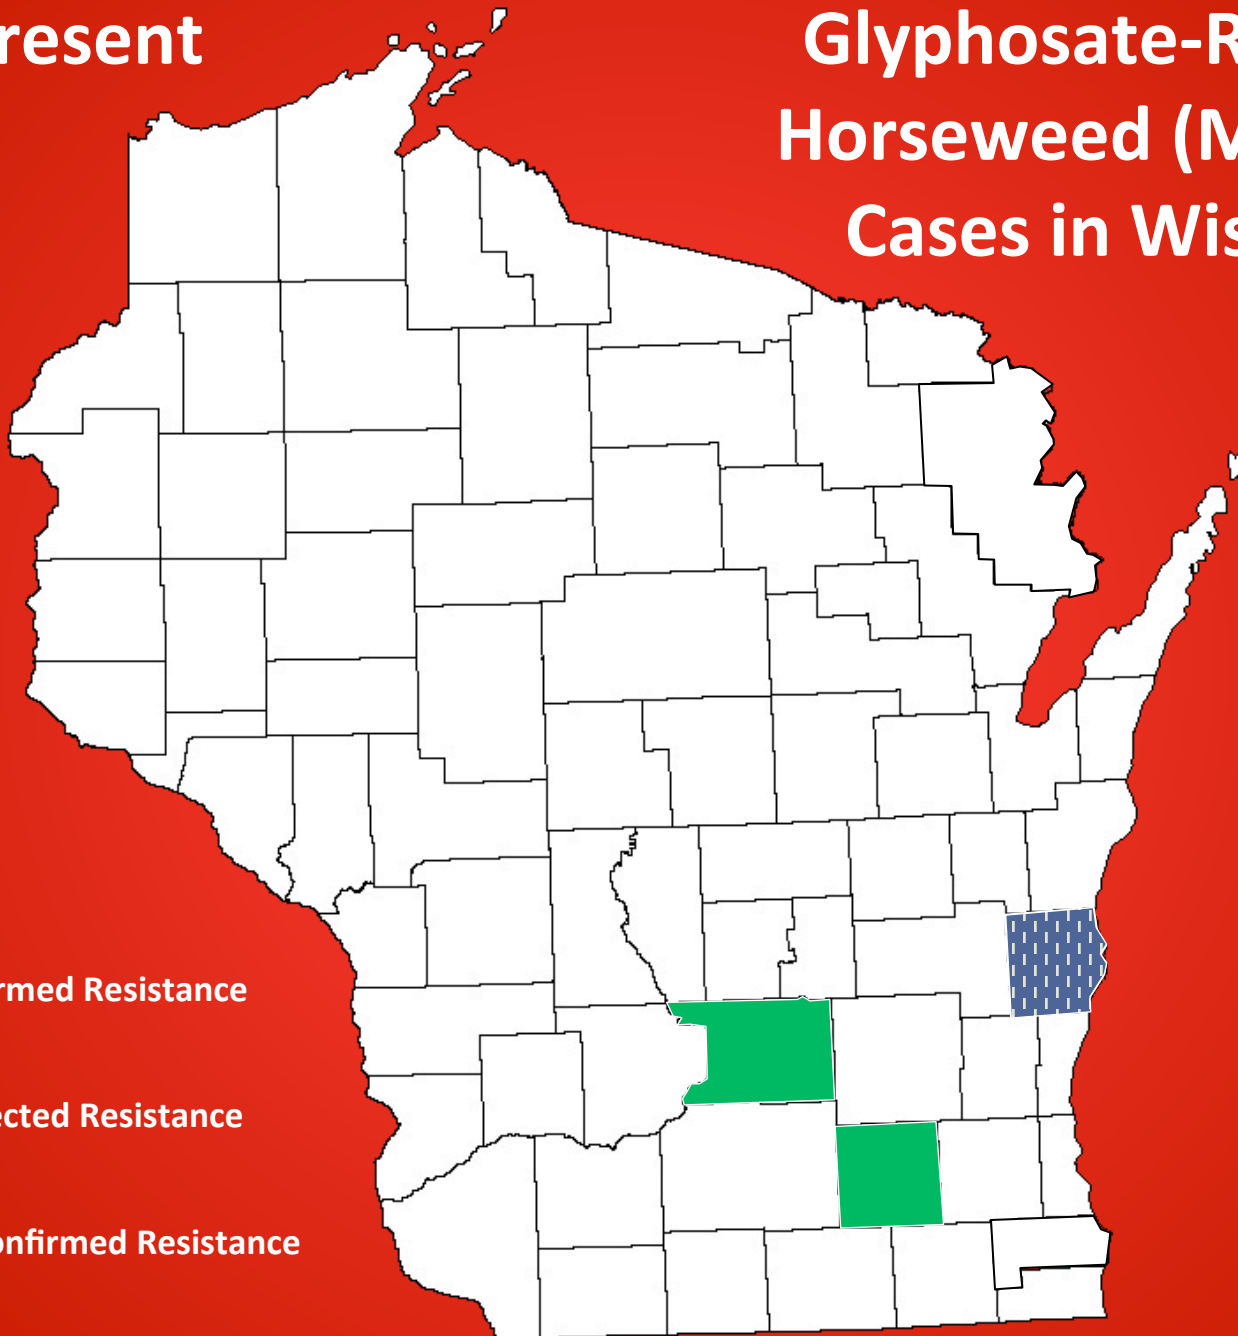 resent
Glyphosate-R
Horseweed (M
Cases in Wis
rmed Resistance
ected Resistance
onfirmed Resistance